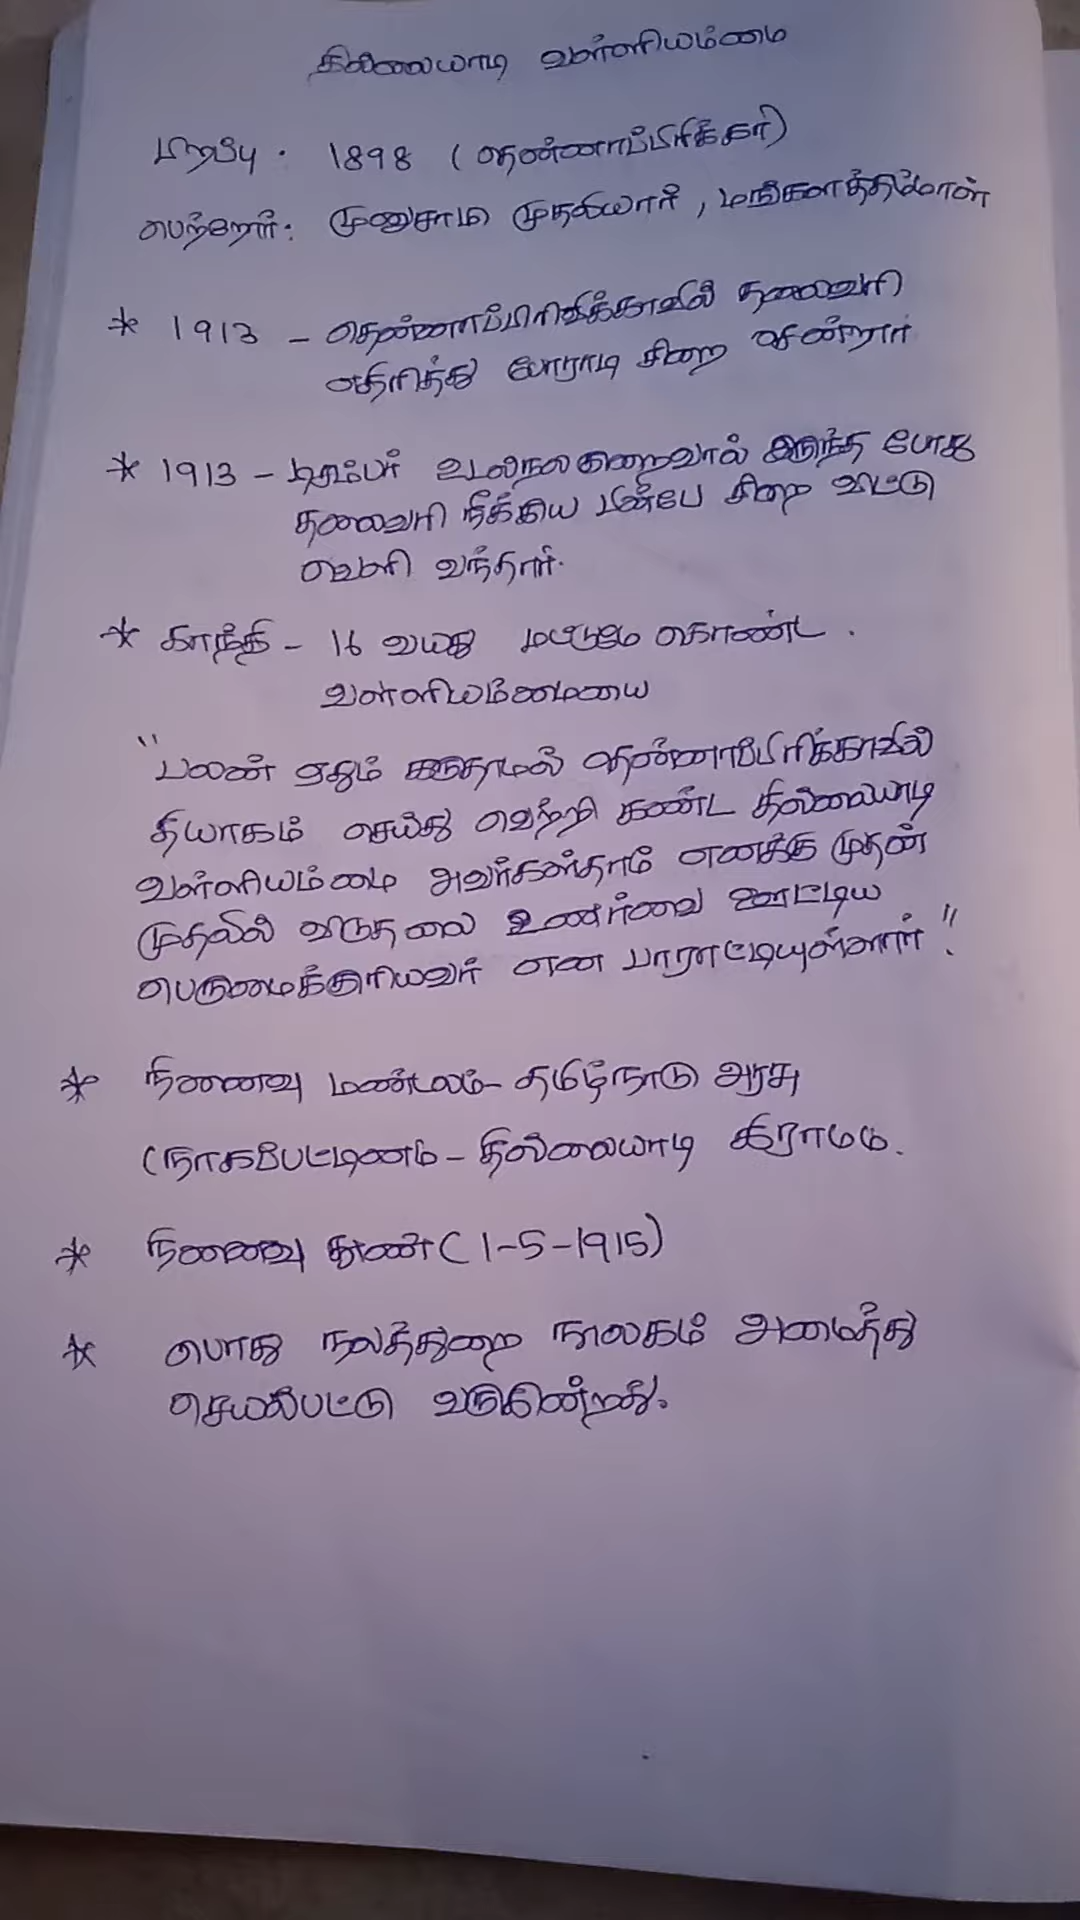 தில்லையாடி வள்ளியம்மை
பிறப்பு : 1898 (தென்னாப்பிரிக்கா)
பெற்றோர்: முனுசாமி முதலியார், மங்களத்தம்மாள்
* 1913 - தென்னாப்பிரிக்காவில் தலைவரி
எதிரித்து போராடி சிறை சென்றார்
* 1913 - டிசம்பர் உடல்நல குறைவால் இருந்த போது
தலைவரி நீக்கிய பின்பே சிறை விட்டு
வெளி வந்தார்.
* காந்தி - 16 வயது மட்டுமே கொண்ட .
வள்ளியம்மையை
"பலன் ஏதும் கருதாமல் தென்னாப்பிரிக்காவில்
தியாகம் செய்து வெற்றி கண்ட தில்லையாடி
வள்ளியம்மை அவர்கள்தாம் எனக்கு முதன்
முதலில் விடுதலை உணர்வை ஊட்டிய
பெருமைக்குரியவர் என பாராட்டியுள்ளார்".
* நினைவு மண்டலம் - தமிழ்நாடு அரசு
(நாகப்பட்டினம் - தில்லையாடி கிராமம்.
* நினைவு தூண் (1-5-1915)
* பொது நலத்துறை நூலகம் அமைத்து
செயல்பட்டு வருகின்றது.